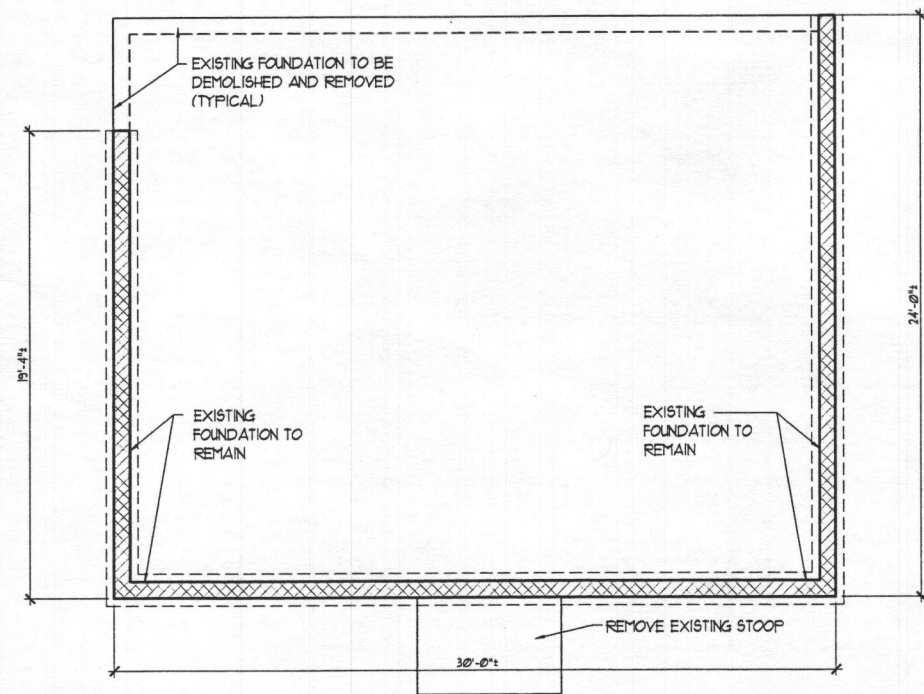 EXISTING FOUNDATION TO BE
DEMOLISHED AND REMOVED
(TYPICAL)
19'-4"±
24'-0"±
EXISTING
FOUNDATION TO
REMAIN
EXISTING
FOUNDATION TO
REMAIN
REMOVE EXISTING STOOP
30'-0"±